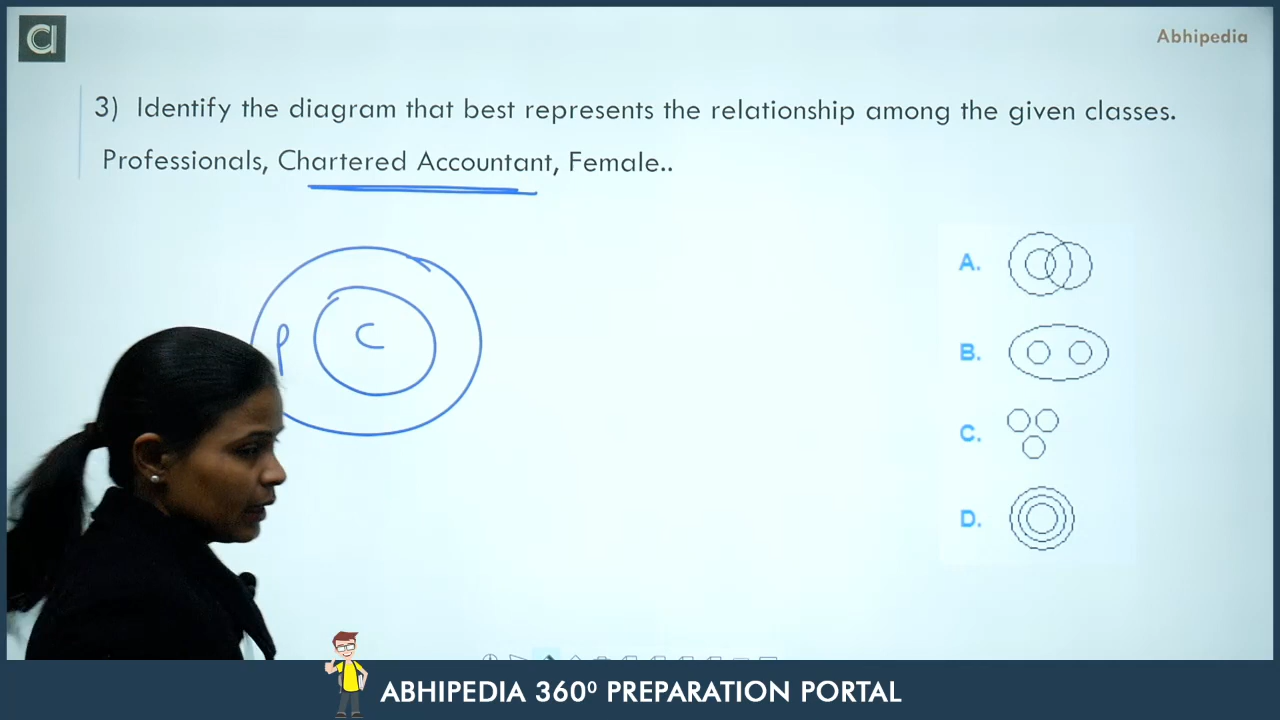 Abhipedia
3) Identify the diagram that best represents the relationship among the given classes.
Professionals, Chartered Accountant, Female..
P
C
A.
B.
C.
D.
ABHIPEDIA 360⁰ PREPARATION PORTAL